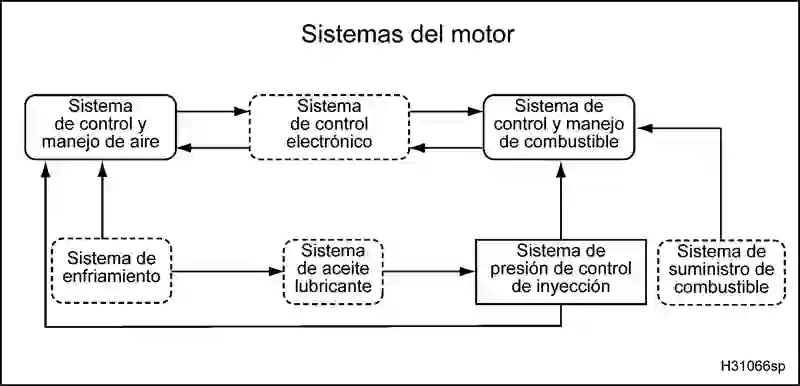 Sistemas del motor
Sistema
de control y
manejo de aire
Sistema
de control
electrónico
Sistema de
control y manejo
de combustible
Sistema de
enfriamiento
Sistema
de aceite
lubricante
Sistema de
presión de control
de inyección
Sistema de
suministro de
combustible
H31066sp